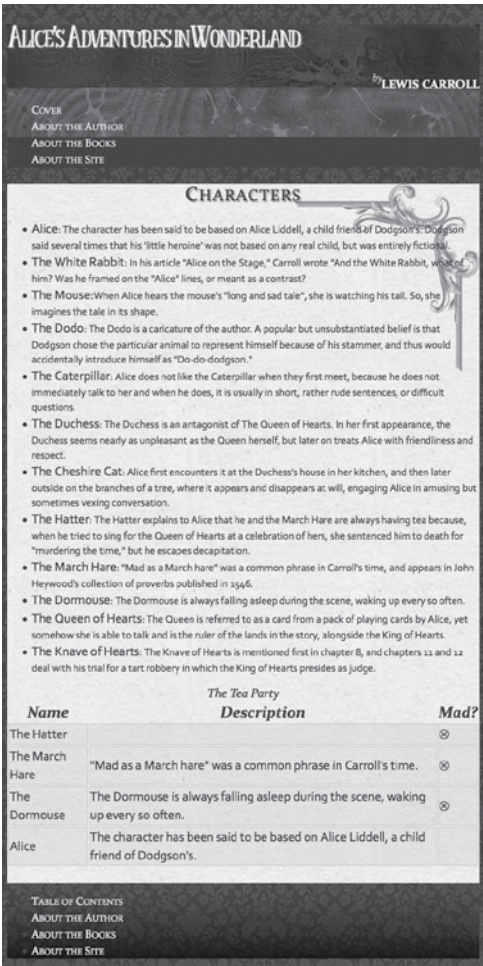 ALICE'S ADVENTURES IN WONDERLAND
by LEWIS CARROLL
COVER
ABOUT THE AUTHOR
ABOUT THE BOOKS
ABOUT THE SITE
CHARACTERS
• Alice: The character has been said to be based on Alice Liddell, a child friend of Dodgson's. Dodgson
said several times that his 'little heroine' was not based on any real child, but was entirely fictional.
• The White Rabbit: In his article "Alice on the Stage," Carroll wrote "And the White Rabbit, what of
him? Was he framed on the "Alice" lines, or meant as a contrast?
• The Mouse:When Alice hears the mouse's "long and sad tale", she is watching his tail. So, she
imagines the tale in its shape.
• The Dodo: The Dodo is a caricature of the author. A popular but unsubstantiated belief is that
Dodgson chose the particular animal to represent himself because of his stammer, and thus would
accidentally introduce himself as "Do-do-dodgson."
• The Caterpillar: Alice does not like the Caterpillar when they first meet, because he does not
immediately talk to her and when he does, it is usually in short, rather rude sentences, or difficult
questions.
• The Duchess: The Duchess is an antagonist of The Queen of Hearts. In her first appearance, the
Duchess seems nearly as unpleasant as the Queen herself, but later on treats Alice with friendliness and
respect.
• The Cheshire Cat: Alice first encounters it at the Duchess's house in her kitchen, and then later
outside on the branches of a tree, where it appears and disappears at will, engaging Alice in amusing but
sometimes vexing conversation.
• The Hatter: The Hatter explains to Alice that he and the March Hare are always having tea because,
when he tried to sing for the Queen of Hearts at a celebration of hers, she sentenced him to death for
"murdering the time," but he escapes decapitation.
• The March Hare: "Mad as a March hare" was a common phrase in Carroll's time, and appears in John
Heywood's collection of proverbs published in 1546.
• The Dormouse: The Dormouse is always falling asleep during the scene, waking up every so often.
• The Queen of Hearts: The Queen is referred to as a card from a pack of playing cards by Alice, yet
somehow she is able to talk and is the ruler of the lands in the story, alongside the King of Hearts.
• The Knave of Hearts: The Knave of Hearts is mentioned first in chapter 8, and chapters 11 and 12
deal with his trial for a tart robbery in which the King of Hearts presides as judge.
The Tea Party
Name Description Mad?
The Hatter ⊗
The March
Hare
"Mad as a March hare" was a common phrase in Carroll's time. ⊗
The
Dormouse
The Dormouse is always falling asleep during the scene, waking
up every so often. ⊗
Alice
The character has been said to be based on Alice Liddell, a child
friend of Dodgson's.
TABLE OF CONTENTS
ABOUT THE AUTHOR
ABOUT THE BOOKS
ABOUT THE SITE